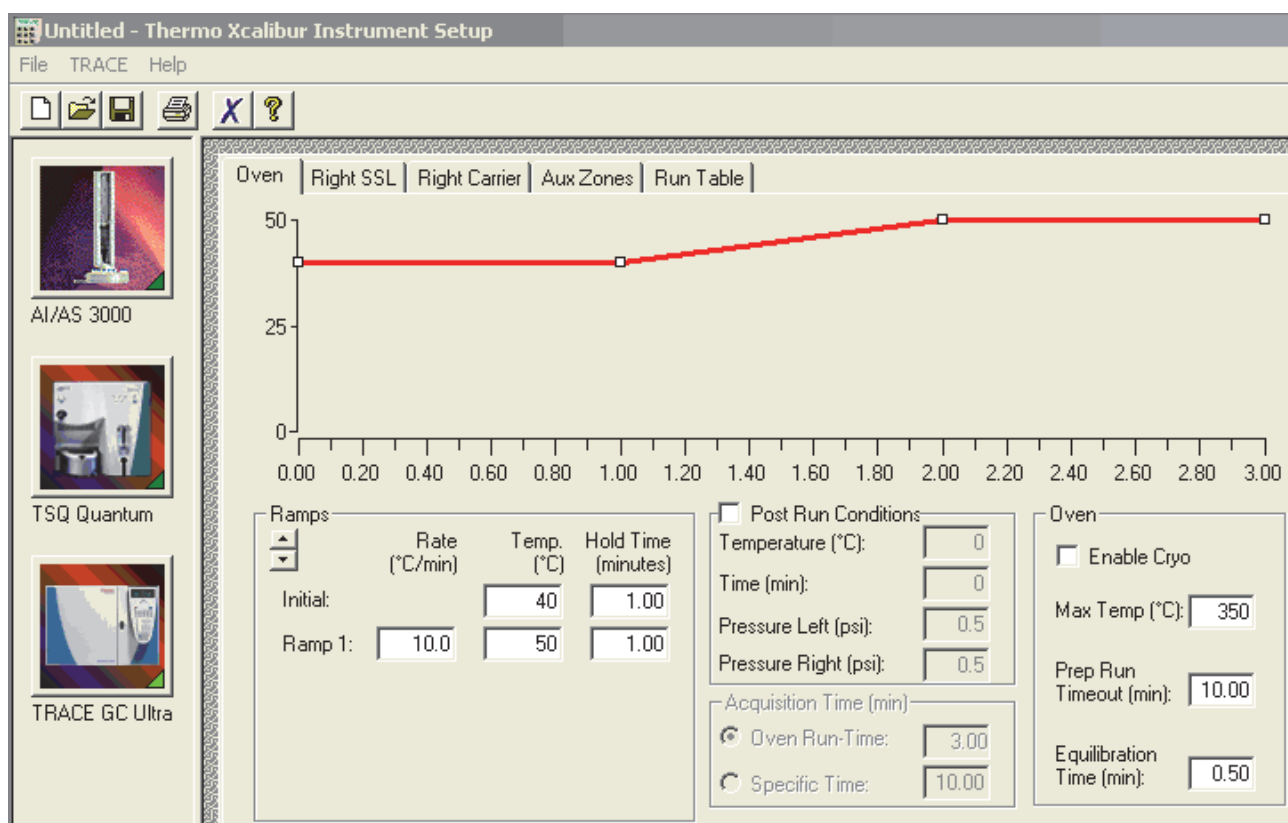 Untitled - Thermo Xcalibur Instrument Setup
File TRACE Help
AI/AS 3000
TSQ Quantum
TRACE GC Ultra
Oven Right SSL Right Carrier Aux Zones Run Table
50
25
0
0.00 0.20 0.40 0.60 0.80 1.00 1.20 1.40 1.60 1.80 2.00 2.20 2.40 2.60 2.80 3.00
Ramps
Rate (°C/min) Temp. (°C) Hold Time (minutes)
Initial: 40 1.00
Ramp 1: 10.0 50 1.00
Post Run Conditions
Temperature (°C): 0
Time (min): 0
Pressure Left (psi): 0.5
Pressure Right (psi): 0.5
Acquisition Time (min)
Oven Run-Time: 3.00
Specific Time: 10.00
Oven
Enable Cryo
Max Temp (°C): 350
Prep Run
Timeout (min): 10.00
Equilibration
Time (min): 0.50